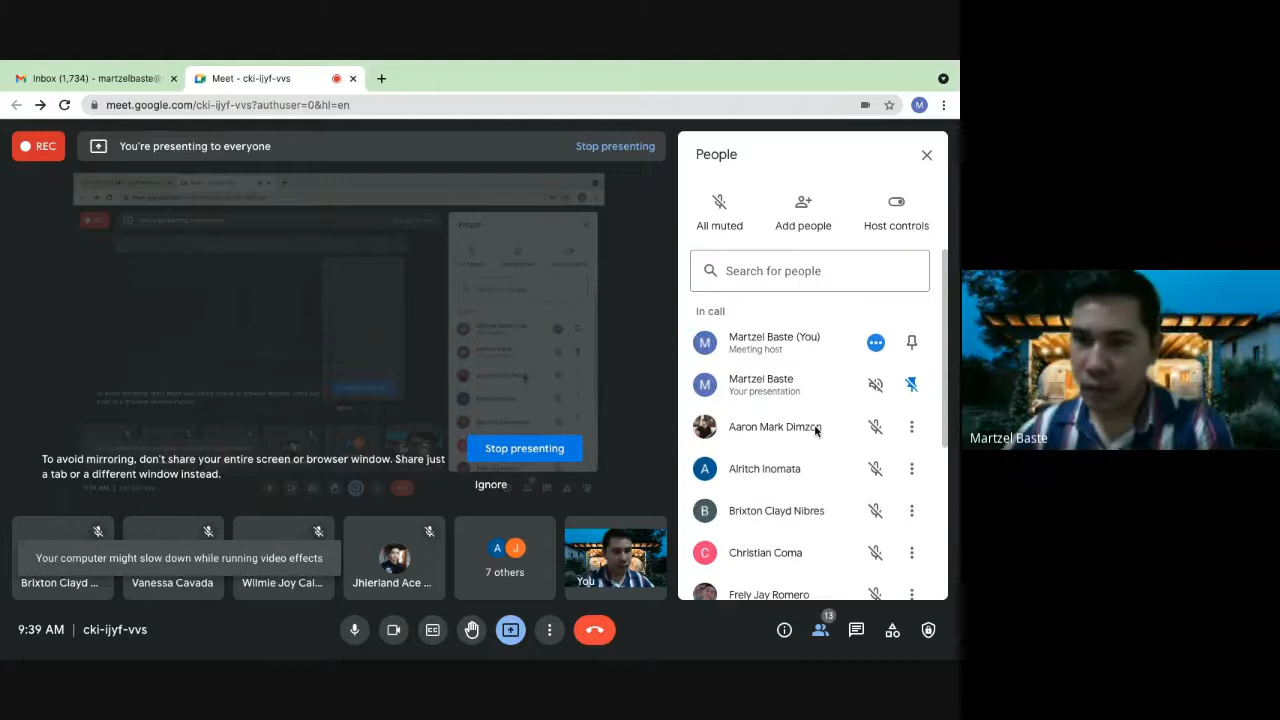 Inbox (1,734) - martzelbaste@
Meet - cki-ijyf-vvs
meet.google.com/cki-ijyf-vvs?authuser=0&hl=en
M
REC
You're presenting to everyone
Stop presenting
To avoid mirroring, don't share your entire screen or browser window. Share just
a tab or a different window instead.
Stop presenting
Ignore
Your computer might slow down while running video effects
Brixton Clayd ...
Vanessa Cavada
Wilmie Joy Cal...
Jhierland Ace ...
A J
7 others
You
9:39 AM | cki-ijyf-vvs
People
All muted
Add people
Host controls
Search for people
In call
M
Martzel Baste (You)
Meeting host
M
Martzel Baste
Your presentation
Aaron Mark Dimzon
A
Alritch Inomata
B
Brixton Clayd Nibres
C
Christian Coma
Frely Jay Romero
13
Martzel Baste